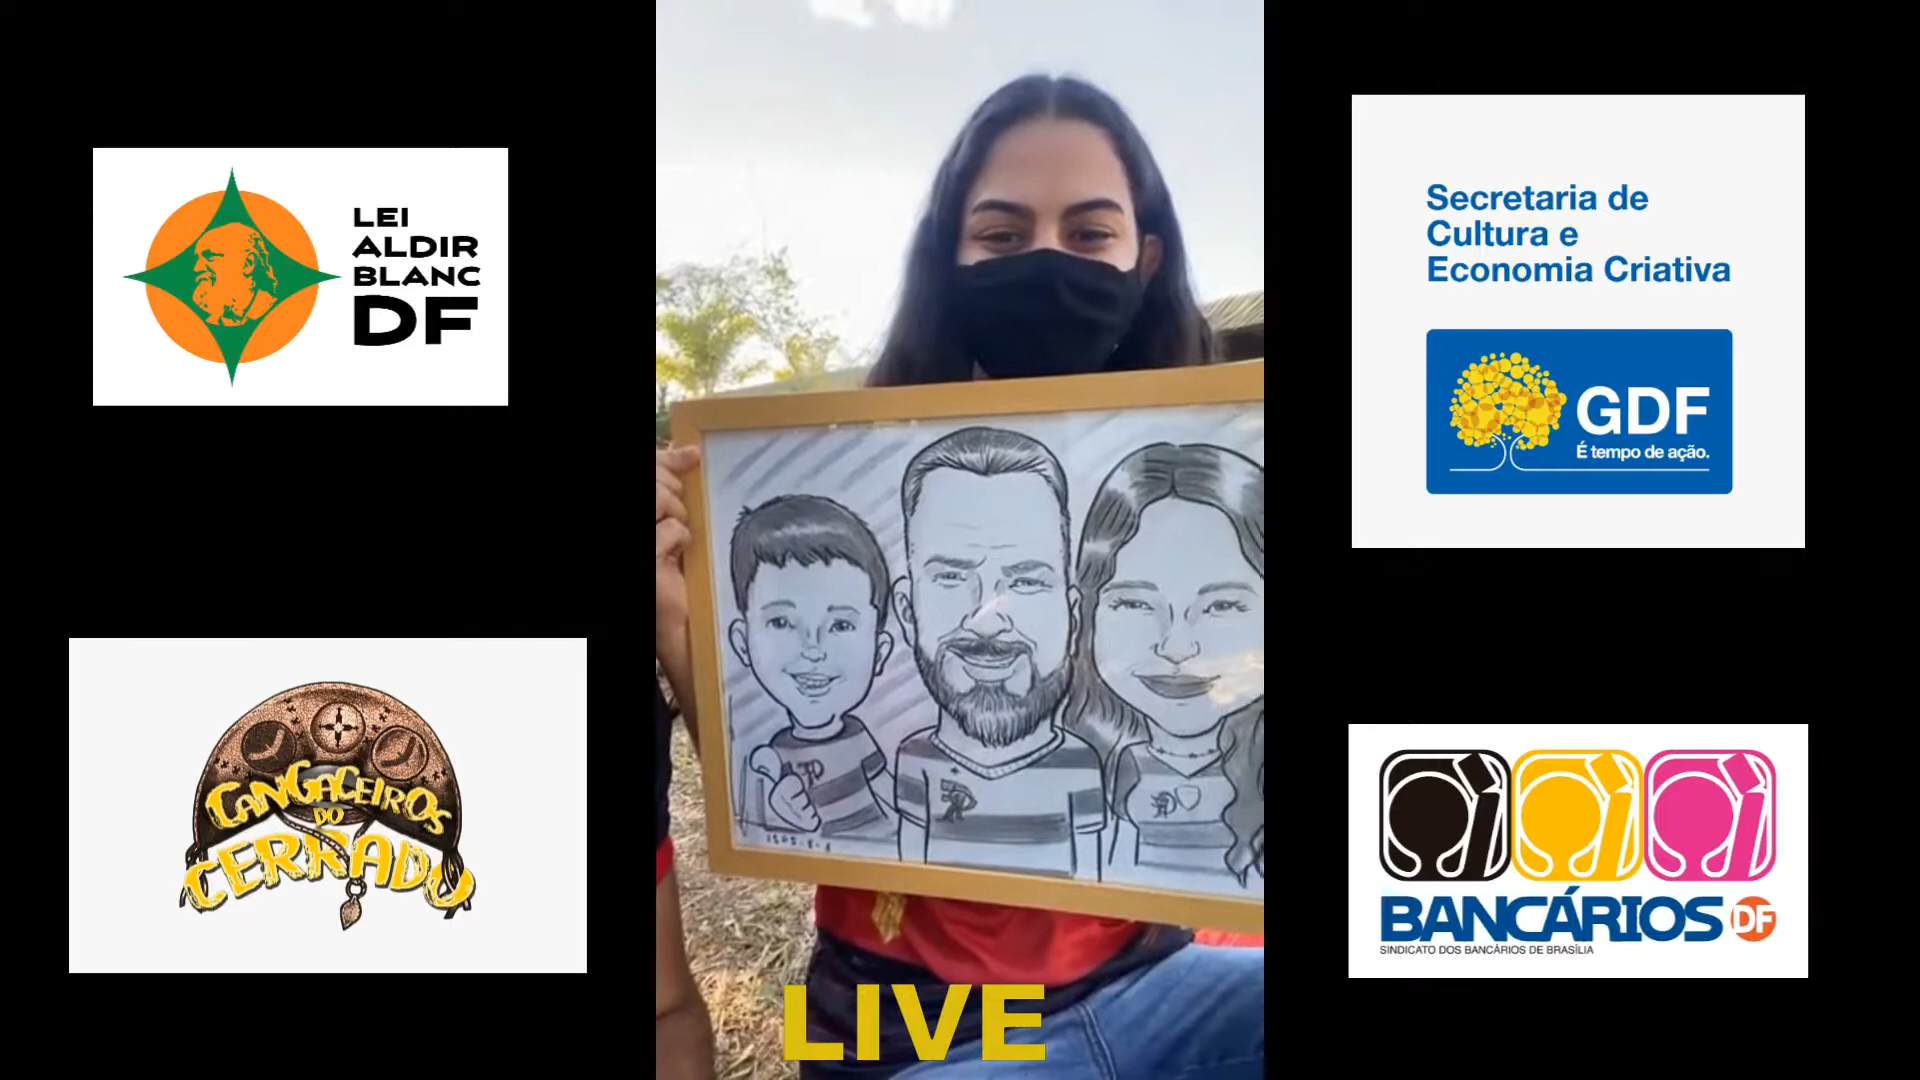 LEI
ALDIR
BLANC
DF
CANGACEIROS
DO
CERRADO
LIVE
Secretaria de
Cultura e
Economia Criativa
GDF
É tempo de ação.
BANCÁRIOS DF
SINDICATO DOS BANCÁRIOS DE BRASÍLIA